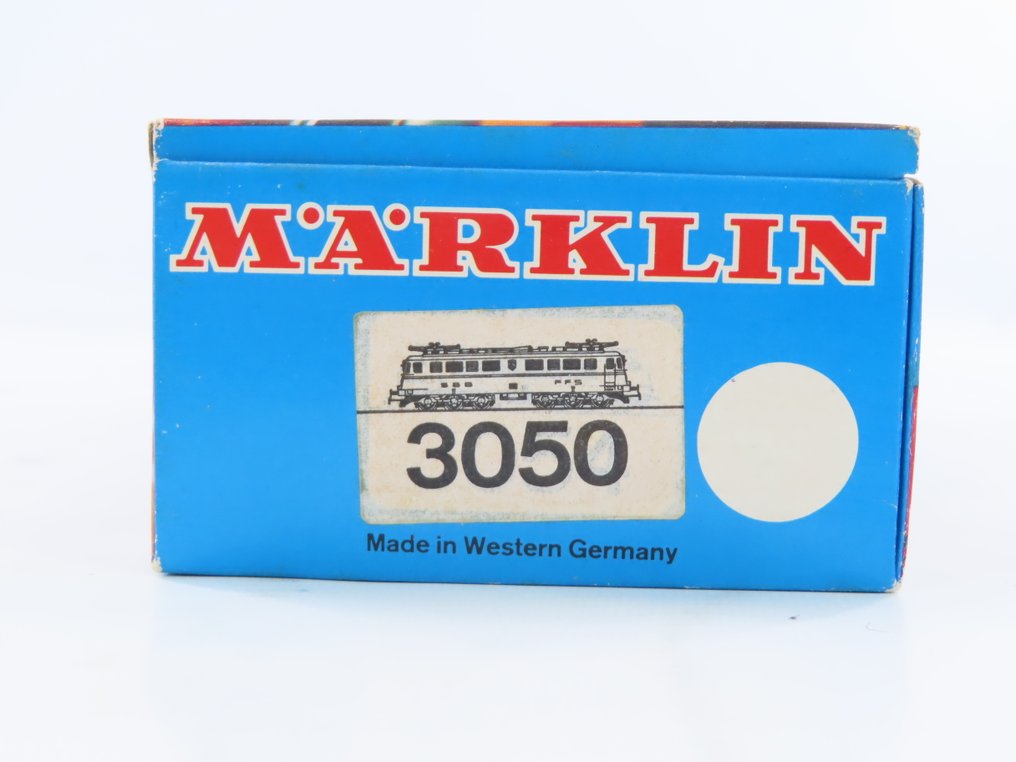 MÄRKLIN
SBB FFS
3050
Made in Western Germany